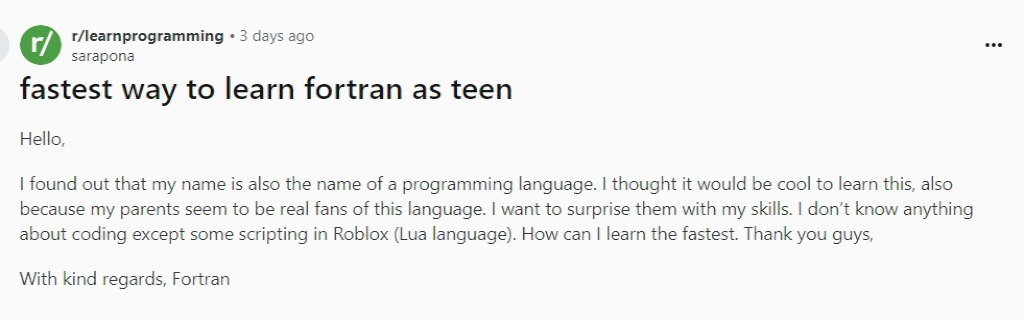 r/ r/learnprogramming • 3 days ago
sarapona
fastest way to learn fortran as teen
Hello,
I found out that my name is also the name of a programming language. I thought it would be cool to learn this, also
because my parents seem to be real fans of this language. I want to surprise them with my skills. I don't know anything
about coding except some scripting in Roblox (Lua language). How can I learn the fastest. Thank you guys,
With kind regards, Fortran